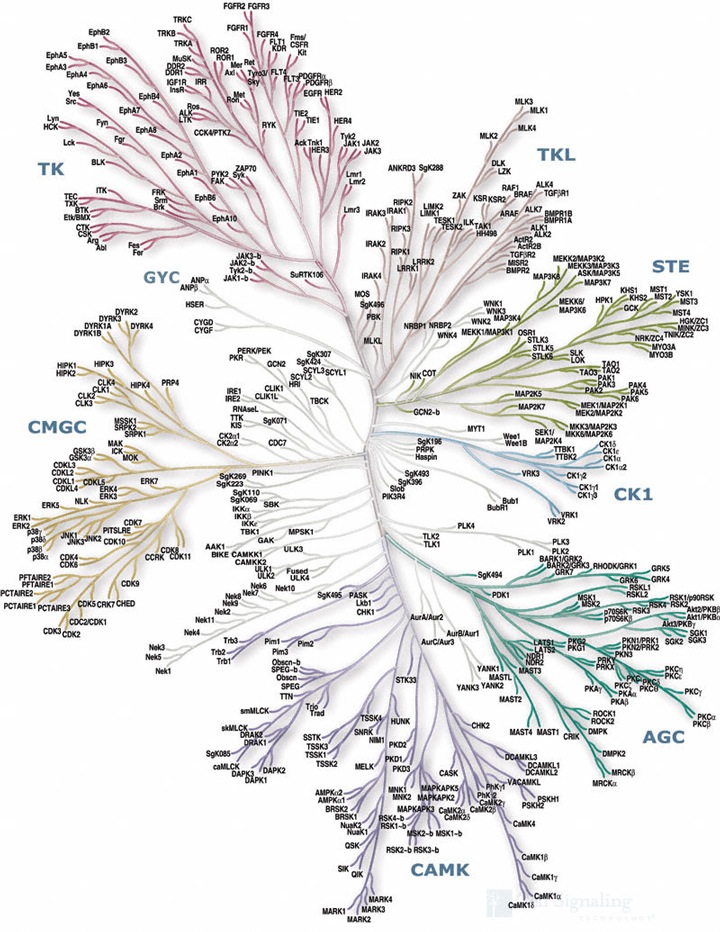 FGFR2 FGFR3
TRKC
FGFR1
EphB2
TRKB
FGFR4
EphB1
TRKA
FLT1
Fms/
CSFR
KDR
Kit
EphA5
EphB3
MuSK
ROR2
ROR1
EphA3
DDR2
DDR1
Mer
Ret
Axl
Tyro3/
Sky
FLT4
FLT3
PDGFRα
PDGFRβ
EphA4
IGF1R
IRR
InsR
EphA6
EGFR
HER2
Yes
Src
EphB4
Met
Ron
MLK3
MLK1
EphA7
Ros
ALK
LTK
TIE2
TIE1
HER4
Lyn
HCK
Fyn
EphA8
RYK
CCK4/PTK7
MLK4
MLK2
Lck
Fgr
Ack
Tnk1
HER3
Tyk2
JAK1
JAK2
JAK3
TKL
EphA2
BLK
TK
EphA1
PYK2
FAK
ZAP70
Syk
Lmr1
Lmr2
ANKRD3
SgK288
DLK
LZK
TEC
TXK
BTK
Etk/BMX
ITK
FRK
Srm
Brk
EphB6
EphA10
Lmr3
ZAK
RIPK2
IRAK3
IRAK1
LIMK2
LIMK1
TESK1
TESK2
ILK
TAK1
HH498
KSR
KSR2
RAF1
BRAF
ARAF
ALK4
TGFβR1
ALK7
BMPR1B
BMPR1A
ALK1
ALK2
CTK
CSK
Arg
Abl
Fes
Fer
RIPK3
IRAK2
RIPK1
LRRK2
LRRK1
ActR2
ActR2B
TGFβR2
MISR2
BMPR2
IRAK4
JAK3-b
JAK2-b
Tyk2-b
JAK1-b
SuRTK106
GYC
ANPα
ANPβ
STE
MEKK2/MAP3K2
MEKK3/MAP3K3
ASK/MAP3K5
MAP3K8
MAP3K7
HSER
MOS
SgK496
PBK
WNK1
WNK3
WNK2
MAP3K4
WNK4
MEKK6/
MAP3K6
HPK1
KHS1
KHS2
GCK
MST1
MST2
YSK1
MST3
MST4
CYGD
CYGF
NRBP1
NRBP2
MEKK1/MAP3K1
OSR1
STLK3
STLK5
STLK6
HGK/ZC1
MINK/ZC3
TNIK/ZC2
NRK/ZC4
MYO3A
MYO3B
MLKL
DYRK2
DYRK3
DYRK1A
DYRK4
DYRK1B
PERK/PEK
PKR
GCN2
SgK307
SgK424
SCYL3
SCYL1
SCYL2
HRI
SLK
LOK
NIK
COT
TAO1
TAO2
TAO3
PAK1
PAK3
PAK2
PAK4
PAK5
PAK6
HIPK1
HIPK2
HIPK3
HIPK4
PRP4
CLK4
CLK1
CLK2
CLK3
CLIK1
CLIK1L
IRE1
IRE2
TBCK
RNAseL
TTK
KIS
SgK071
MAP2K5
MAP2K7
MEK1/MAP2K1
MEK2/MAP2K2
GCN2-b
CMGC
MSSK1
SRPK2
SRPK1
CK2α1
CK2α2
CDC7
MYT1
Wee1
Wee1B
SEK1/
MAP2K4
MKK3/MAP2K3
MKK6/MAP2K6
SgK196
PRPK
Haspin
MAK
ICK
MOK
GSK3β
GSK3α
TTBK1
TTBK2
CK1δ
CK1ε
CK1α
CK1α2
CDKL3
CDKL2
CDKL1
CDKL5
CDKL4
ERK7
PINK1
SgK269
SgK223
SgK493
SgK396
VRK3
CK1γ2
CK1γ1
CK1γ3
CK1
ERK5
NLK
ERK4
ERK3
SgK110
SgK069
SBK
Slob
PIK3R4
Bub1
BubR1
VRK1
VRK2
ERK1
ERK2
p38γ
p38δ
p38β
p38α
JNK1
JNK2
JNK3
CDK7
PITSLRE
CDK10
IKKα
IKKβ
IKKε
TBK1
MPSK1
GAK
PLK4
TLK2
TLK1
PLK3
PLK1
PLK2
CDK4
CDK6
CDK8
CDK11
CCRK
AAK1
BIKE
CAMKK1
CAMKK2
ULK3
BARK1/GRK2
BARK2/GRK3
RHODK/GRK1
GRK5
GRK7
GRK6
GRK4
PFTAIRE2
PFTAIRE1
CDK9
ULK1
ULK2
Fused
ULK4
SgK494
RSKL2
RSKL1
PCTAIRE2
PCTAIRE1
PCTAIRE3
CDK5
CRK7
CHED
Nek6
Nek7
Nek10
Nek8
Nek9
Nek2
Nek11
Nek4
SgK495
PASK
Lkb1
CHK1
PDK1
MSK1
MSK2
p70S6K
p70S6Kβ
RSK3
RSK4
RSK1/p90RSK
RSK2
Akt2/PKBβ
Akt1/PKBα
Akt3/PKBγ
SGK1
SGK2
SGK3
CDC2/CDK1
CDK3
CDK2
AurA/Aur2
AurB/Aur1
AurC/Aur3
Nek3
Nek5
Nek1
Trb3
Trb2
Trb1
Pim1
Pim2
Pim3
LATS1
LATS2
NDR1
NDR2
MAST3
PKG2
PKG1
PKN1/PRK1
PKN2/PRK2
PKN3
PRKY
PRKX
YANK1
YANK2
YANK3
MASTL
MAST2
Obscn-b
SPEG-b
Obscn
SPEG
TTN
STK33
PKAγ
PKAα
PKAβ
PKCζ
PKCδ
PKCθ
PKCη
PKCε
PKCι
PKCγ
PKCα
PKCβ
smMLCK
Trio
Trad
skMLCK
DRAK2
DRAK1
TSSK4
HUNK
SNRK
NIM1
SSTK
TSSK3
TSSK1
TSSK2
CHK2
MAST4
MAST1
ROCK1
ROCK2
DMPK
CRIK
AGC
SgK085
caMLCK
DAPK3
DAPK2
DAPK1
PKD2
PKD1
PKD3
MELK
DCAMKL3
DCAMKL1
DCAMKL2
DMPK2
MRCKβ
MRCKα
CASK
VACAMKL
AMPKα2
AMPKα1
BRSK2
BRSK1
NuaK2
NuaK1
MNK1
MNK2
MAPKAPK5
MAPKAPK2
MAPKAPK3
PhKγ1
PhKγ2
CaMK2γ
CaMK2α
CaMK2β
CaMK2δ
PSKH1
PSKH2
RSK4-b
RSK1-b
MSK2-b
MSK1-b
CaMK4
QSK
RSK2-b
RSK3-b
SIK
QIK
CAMK
CaMK1β
CaMK1γ
MARK4
MARK1
MARK3
MARK2
CaMK1α
CaMK1δ
Signaling